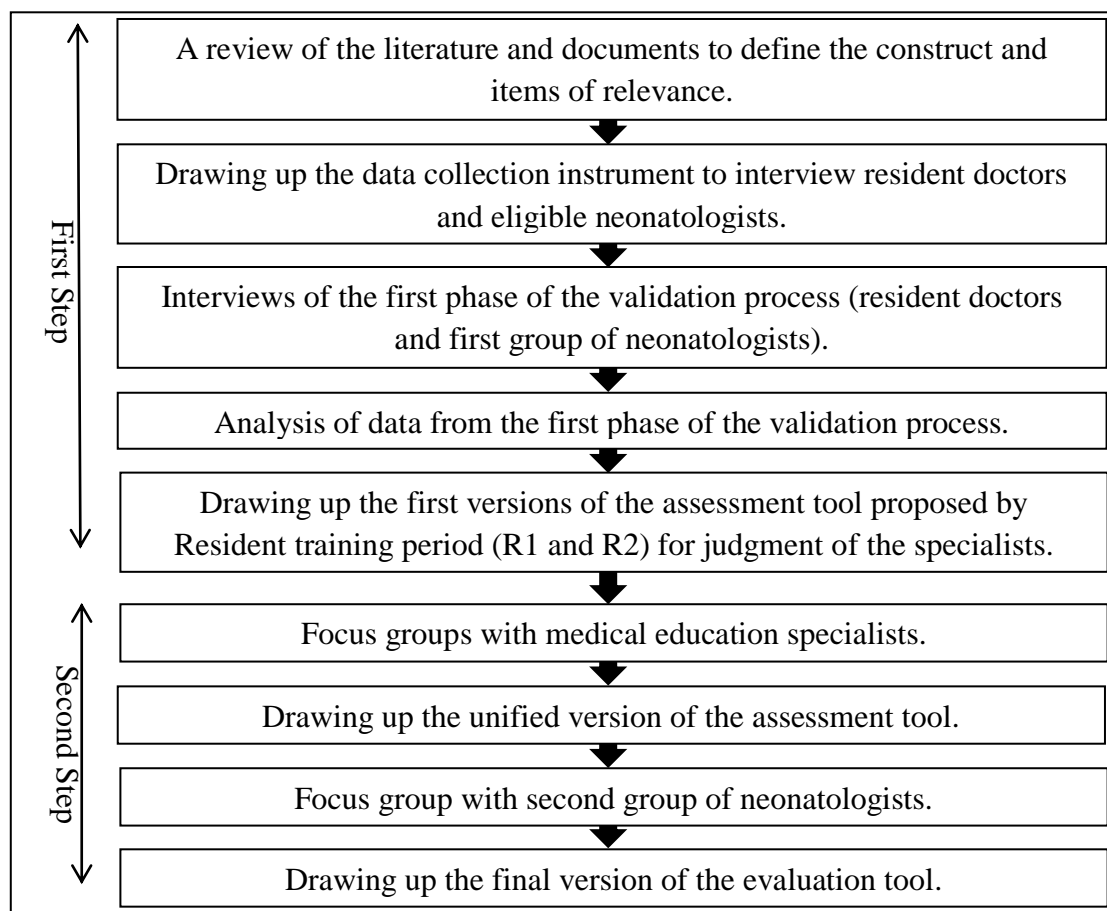 First Step
A review of the literature and documents to define the construct and
items of relevance.
Drawing up the data collection instrument to interview resident doctors
and eligible neonatologists.
Interviews of the first phase of the validation process (resident doctors
and first group of neonatologists).
Analysis of data from the first phase of the validation process.
Drawing up the first versions of the assessment tool proposed by
Resident training period (R1 and R2) for judgment of the specialists.
Second Step
Focus groups with medical education specialists.
Drawing up the unified version of the assessment tool.
Focus group with second group of neonatologists.
Drawing up the final version of the evaluation tool.